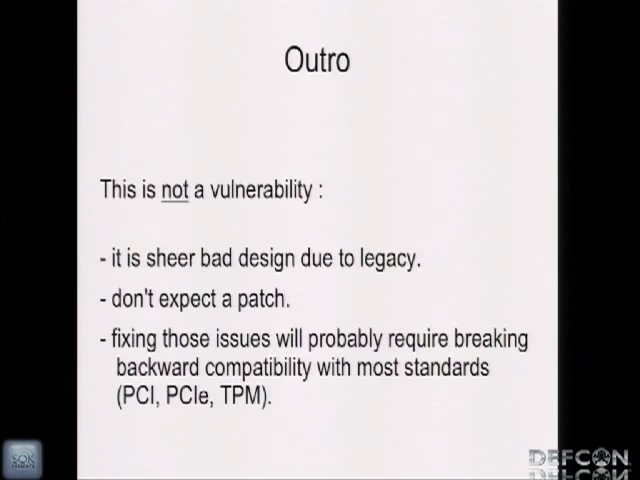 Outro
This is not a vulnerability :
- it is sheer bad design due to legacy.
- don't expect a patch.
- fixing those issues will probably require breaking
backward compatibility with most standards
(PCI, PCIe, TPM).
SOK
DEFCON